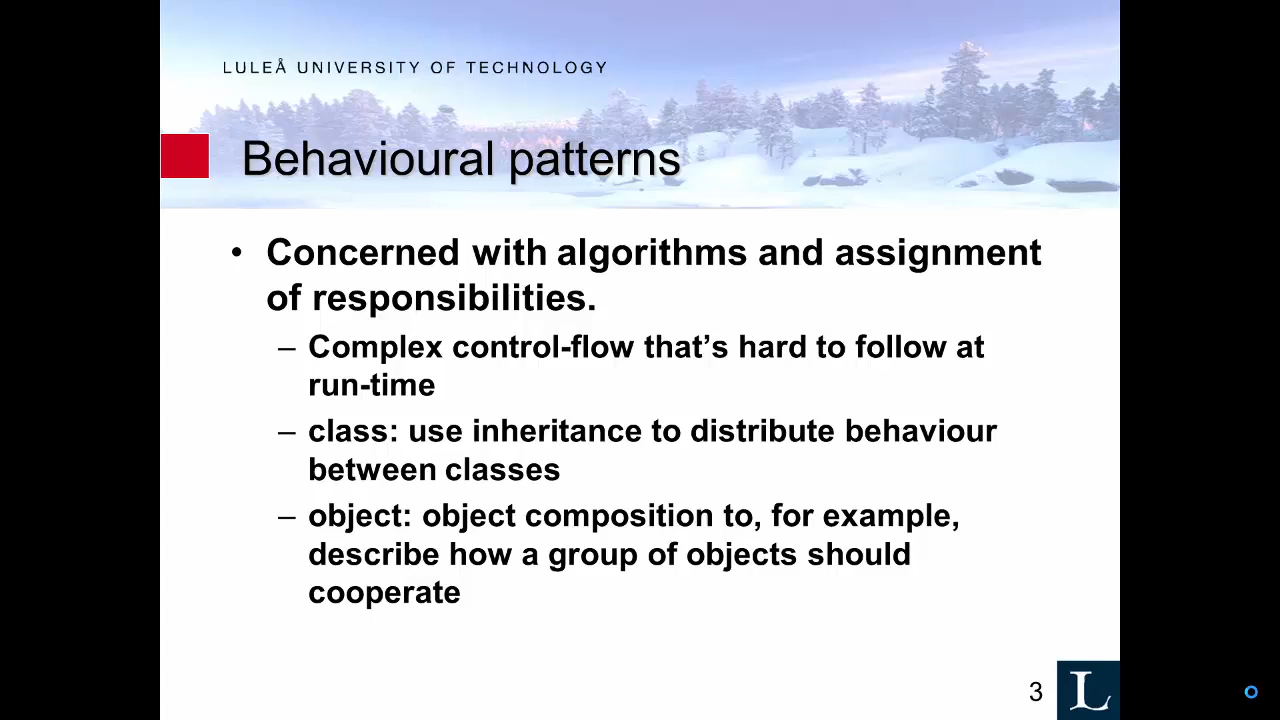 LULEÅ UNIVERSITY OF TECHNOLOGY
Behavioural patterns
• Concerned with algorithms and assignment
of responsibilities.
– Complex control-flow that’s hard to follow at
run-time
– class: use inheritance to distribute behaviour
between classes
– object: object composition to, for example,
describe how a group of objects should
cooperate
3
L